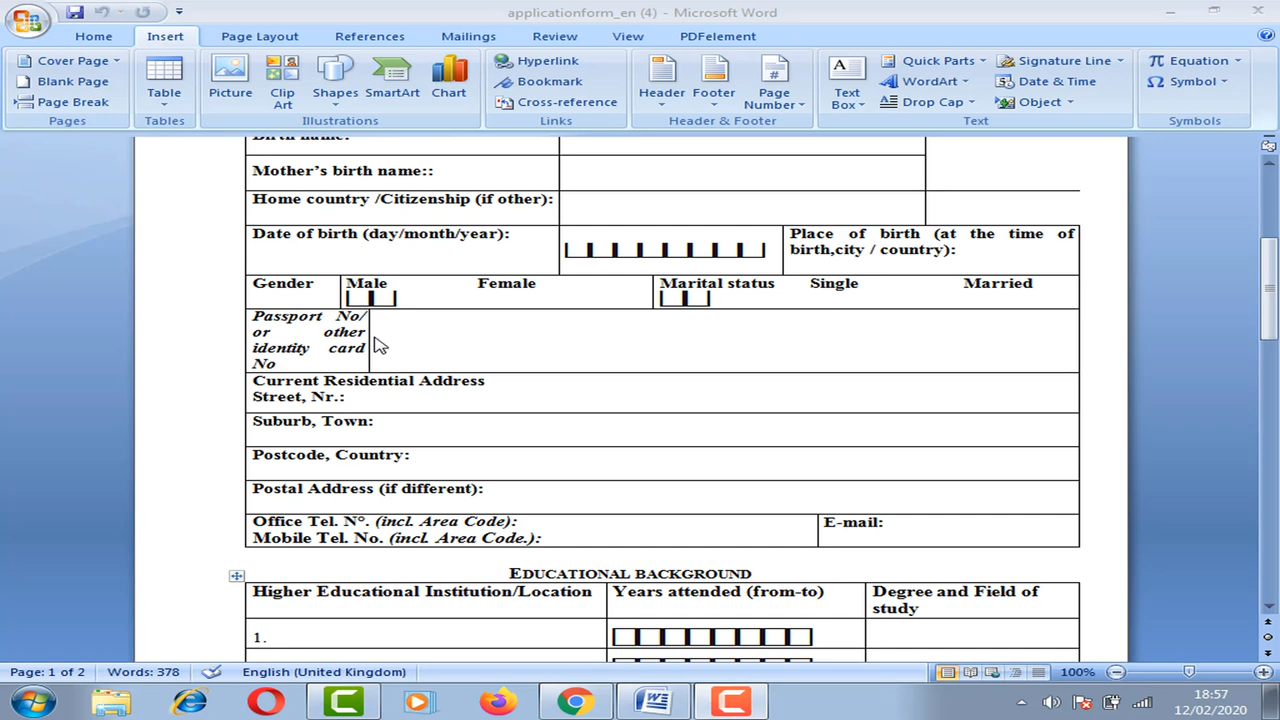 applicationform_en (4) - Microsoft Word
Home Insert Page Layout References Mailings Review View PDFelement
Cover Page
Blank Page
Page Break
Pages
Table
Tables
Picture
Clip
Art
Shapes
SmartArt
Chart
Illustrations
Hyperlink
Bookmark
Cross-reference
Links
Header
Footer
Page
Number
Header & Footer
A
Text
Box
Quick Parts
WordArt
Drop Cap
Signature Line
Date & Time
Object
Text
π Equation
Ω Symbol
Symbols
Birth name:
Mother's birth name::
Home country /Citizenship (if other):
Date of birth (day/month/year):
Place of birth (at the time of
birth,city / country):
Gender
Male Female
Marital status Single Married
Passport No/
or other
identity card
No
Current Residential Address
Street, Nr.:
Suburb, Town:
Postcode, Country:
Postal Address (if different):
Office Tel. N°. (incl. Area Code):
Mobile Tel. No. (incl. Area Code.):
E-mail:
EDUCATIONAL BACKGROUND
Higher Educational Institution/Location
Years attended (from-to)
Degree and Field of
study
1.
Page: 1 of 2 Words: 378 English (United Kingdom) 100%
18:57
12/02/2020